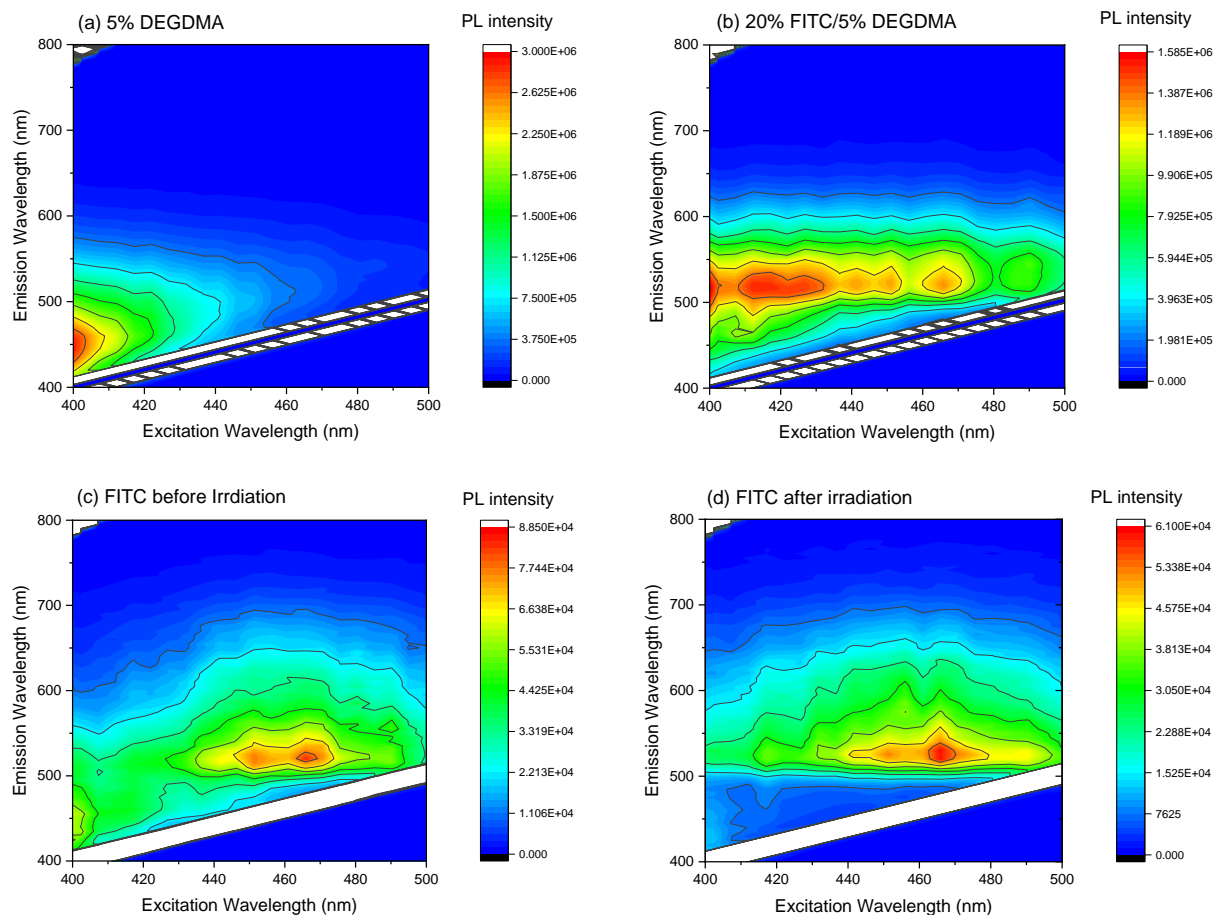 (a) 5% DEGDMA
PL intensity
800
700
600
500
400
400
420
440
460
480
500
Emission Wavelength (nm)
Excitation Wavelength (nm)
3.000E+06
2.625E+06
2.250E+06
1.875E+06
1.500E+06
1.125E+06
7.500E+05
3.750E+05
0.000
(b) 20% FITC/5% DEGDMA
PL intensity
800
700
600
500
400
400
420
440
460
480
500
Emission Wavelength (nm)
Excitation Wavelength (nm)
1.585E+06
1.387E+06
1.189E+06
9.906E+05
7.925E+05
5.944E+05
3.963E+05
1.981E+05
0.000
(c) FITC before Irrdiation
PL intensity
800
700
600
500
400
400
420
440
460
480
500
Emission Wavelength (nm)
Excitation Wavelength (nm)
8.850E+04
7.744E+04
6.638E+04
5.531E+04
4.425E+04
3.319E+04
2.213E+04
1.106E+04
0.000
(d) FITC after irradiation
PL intensity
800
700
600
500
400
400
420
440
460
480
500
Emission Wavelength (nm)
Excitation Wavelength (nm)
6.100E+04
5.338E+04
4.575E+04
3.813E+04
3.050E+04
2.288E+04
1.525E+04
7625
0.000